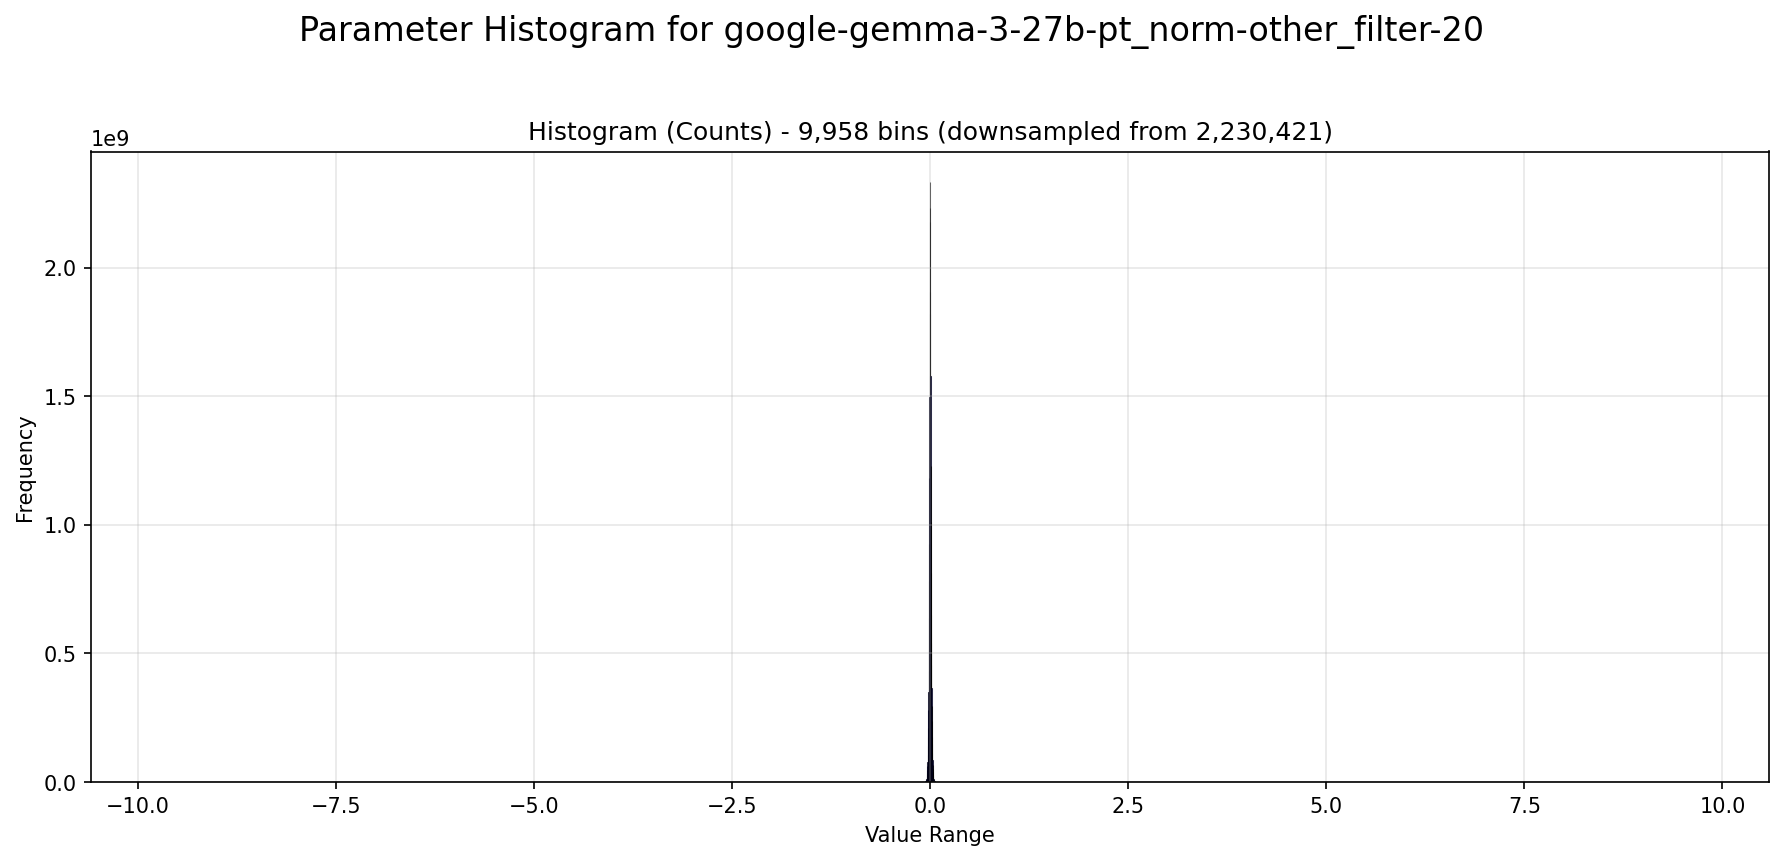 Parameter Histogram for google-gemma-3-27b-pt_norm-other_filter-20
Histogram (Counts) - 9,958 bins (downsampled from 2,230,421)
1e9
2.0
1.5
1.0
0.5
0.0
Frequency
−10.0 −7.5 −5.0 −2.5 0.0 2.5 5.0 7.5 10.0
Value Range